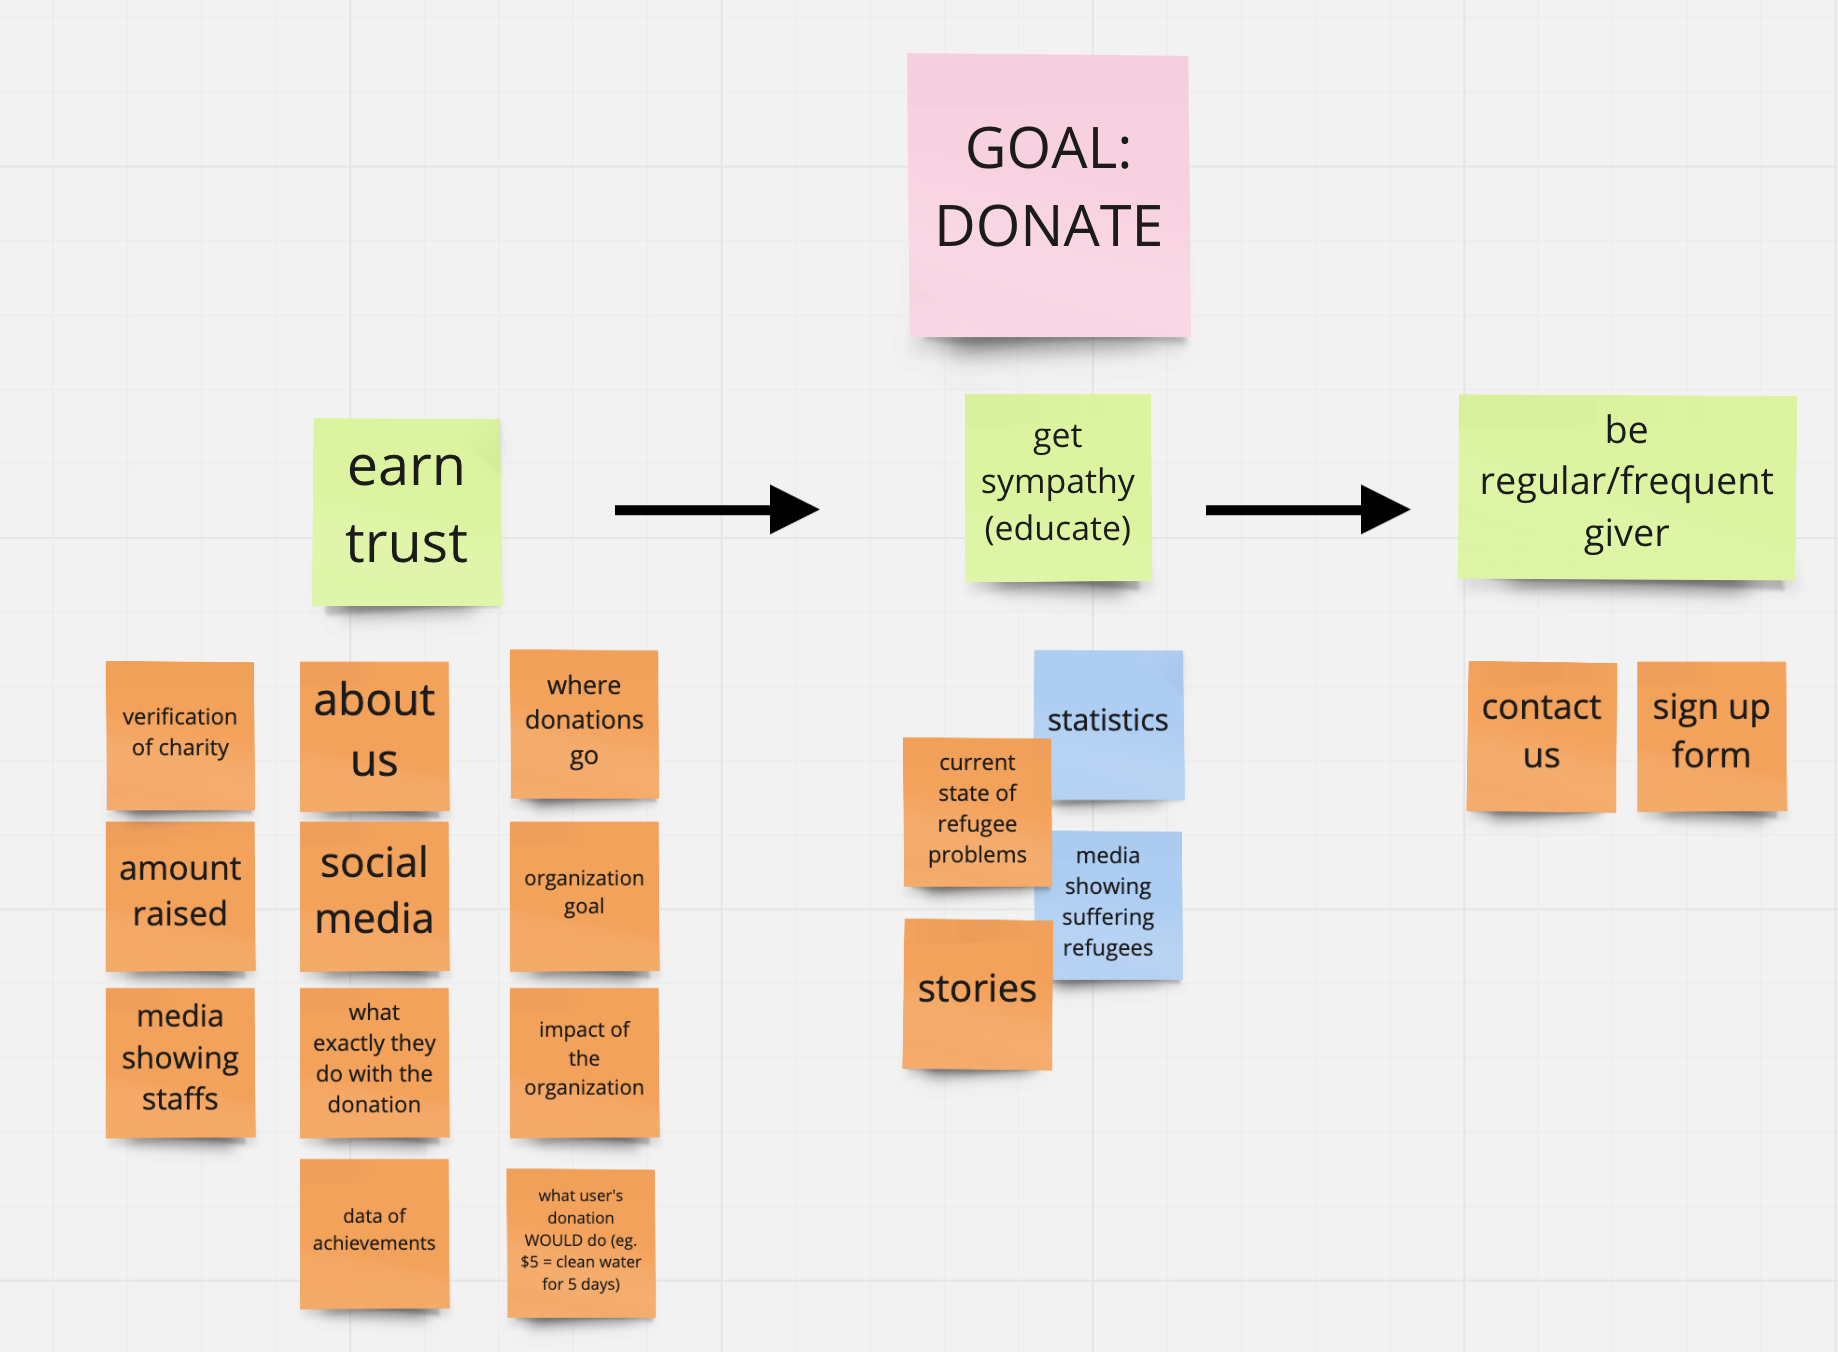 GOAL:
DONATE
earn
trust
get
sympathy
(educate)
be
regular/frequent
giver
verification
of charity
about
us
where
donations
go
amount
raised
social
media
organization
goal
media
showing
staffs
what
exactly they
do with the
donation
impact of
the
organization
data of
achievements
what user's
donation
WOULD do (eg.
$5 = clean water
for 5 days)
statistics
current
state of
refugee
problems
media
showing
suffering
refugees
stories
contact
us
sign up
form